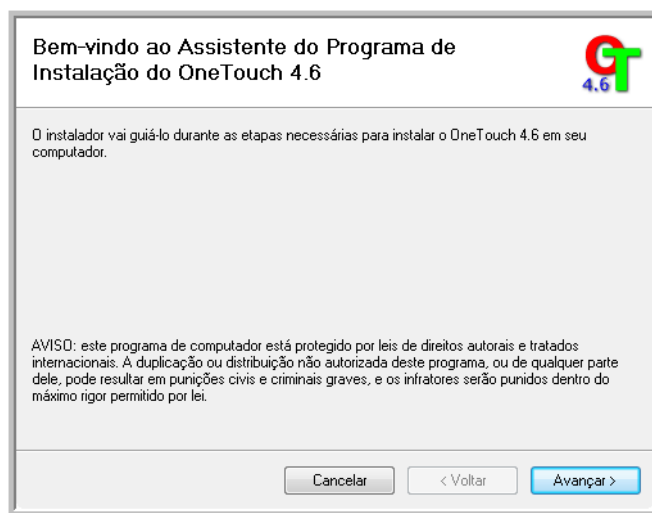 Bem-vindo ao Assistente do Programa de
Instalação do OneTouch 4.6
OT
4.6
O instalador vai guiá-lo durante as etapas necessárias para instalar o OneTouch 4.6 em seu
computador.
AVISO: este programa de computador está protegido por leis de direitos autorais e tratados
internacionais. A duplicação ou distribuição não autorizada deste programa, ou de qualquer parte
dele, pode resultar em punições civis e criminais graves, e os infratores serão punidos dentro do
máximo rigor permitido por lei.
Cancelar
< Voltar
Avançar >